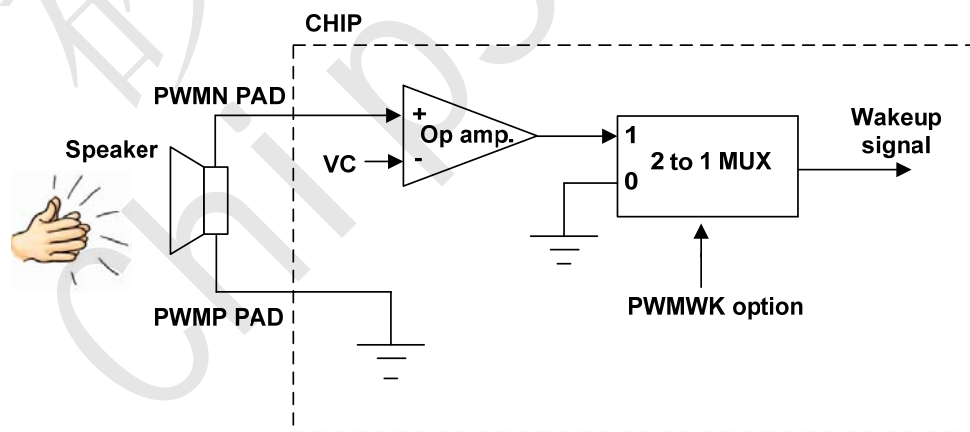 CHIP
PWMN PAD
Speaker
VC
+
-
Op amp.
1
0
2 to 1 MUX
Wakeup
signal
PWMWK option
PWMP PAD
Chips